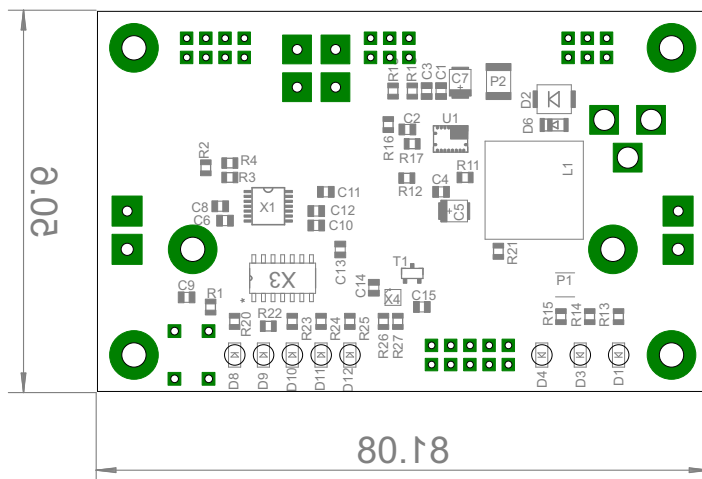 R1
R1
C3
C1
C7
+
P2
D2
D6
U1
C2
R16
R17
R2
R4
R3
R12
C4
R11
L1
C11
C8
C6
X1
C12
C10
C5
+
50.6
C13
R21
T1
X3
C14
X4
P1
C9
R1
*
C15
R20
R22
R23
R24
R25
R26
R27
R15
R14
R13
D8
D9
D10
D11
D12
D4
D3
D1
81.08